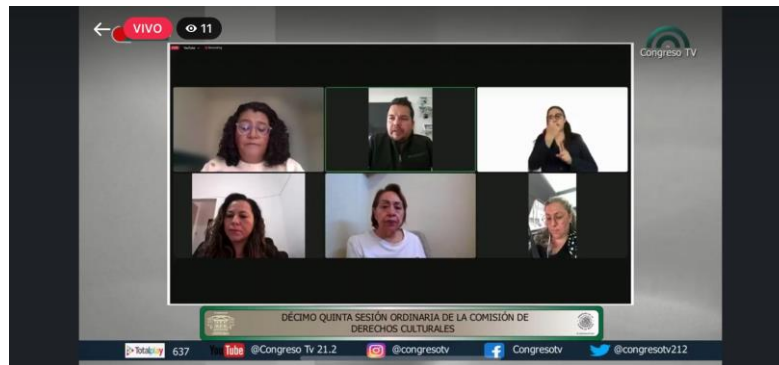 VIVO 11
Congreso TV
DÉCIMO QUINTA SESIÓN ORDINARIA DE LA COMISIÓN DE
DERECHOS CULTURALES
Totalplay 637 YouTube @Congreso Tv 21.2 @congresotv Congresotv @congresotv212